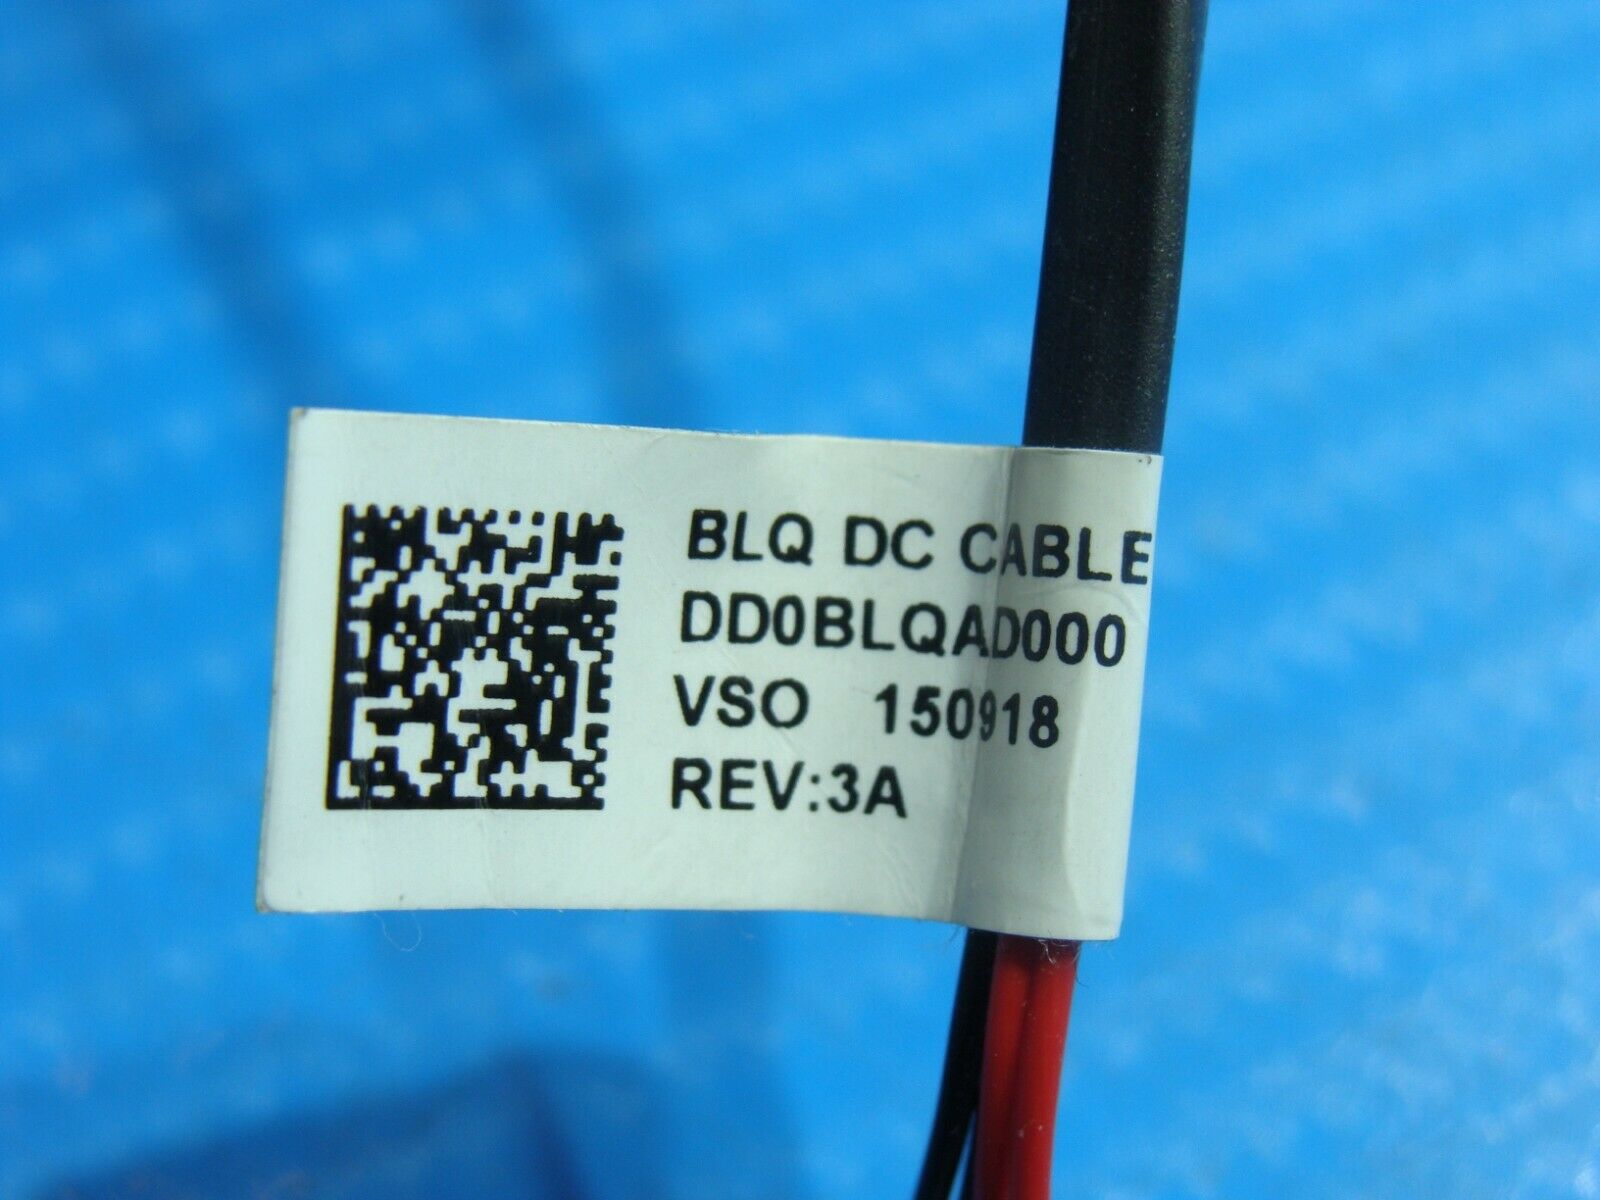 BLQ DC CABLE
DD0BLQAD000
VSO 150918
REV:3A